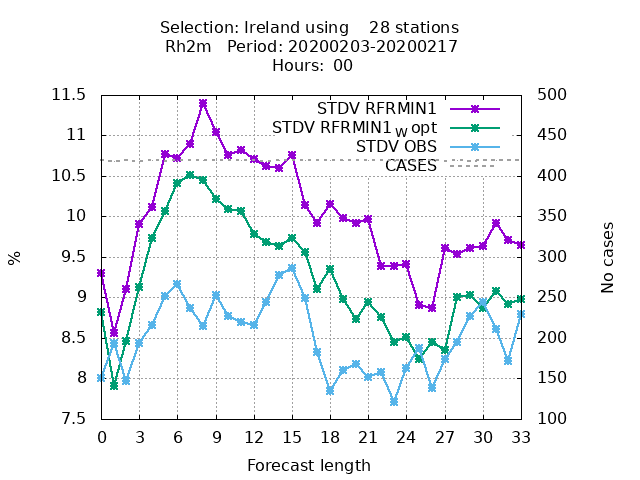 Selection: Ireland using    28 stations
Rh2m   Period: 20200203-20200217
Hours:  00
STDV RFRMIN1
STDV RFRMIN1 w opt
STDV OBS
CASES
11.5
11
10.5
10
9.5
9
8.5
8
7.5
500
450
400
350
300
250
200
150
100
%
No cases
0 3 6 9 12 15 18 21 24 27 30 33
Forecast length